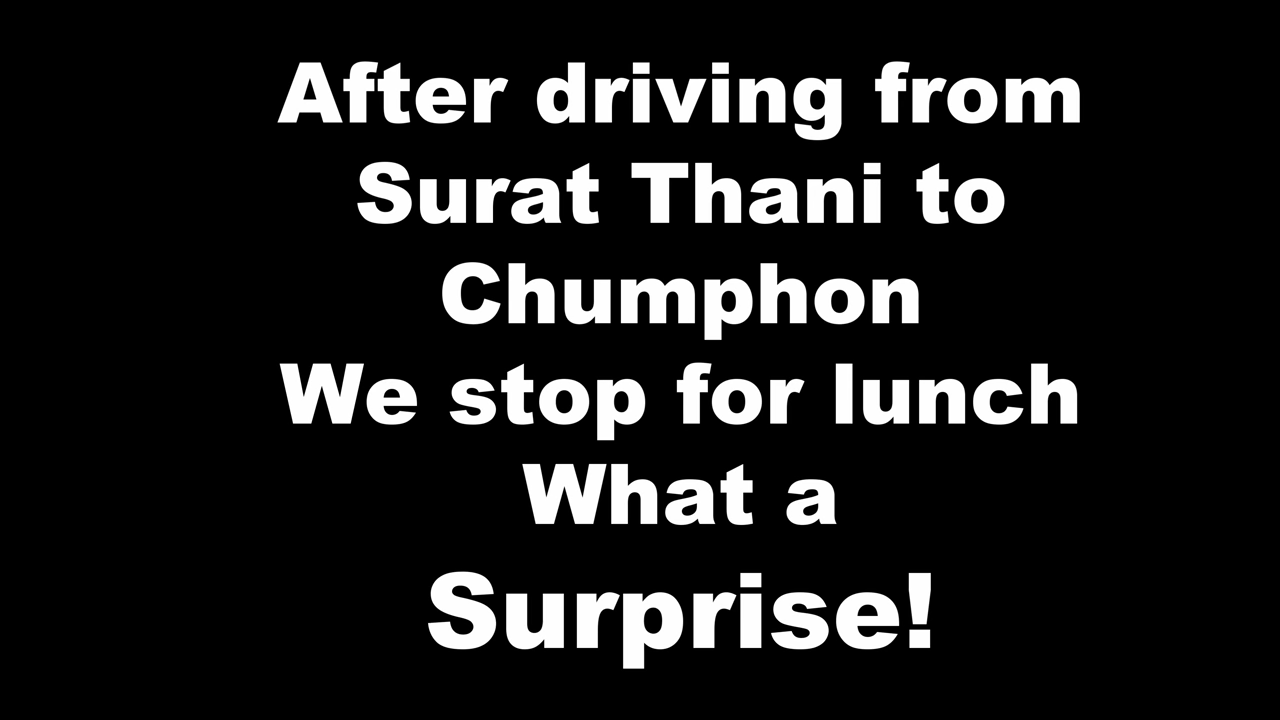 After driving from
Surat Thani to
Chumphon
We stop for lunch
What a
Surprise!